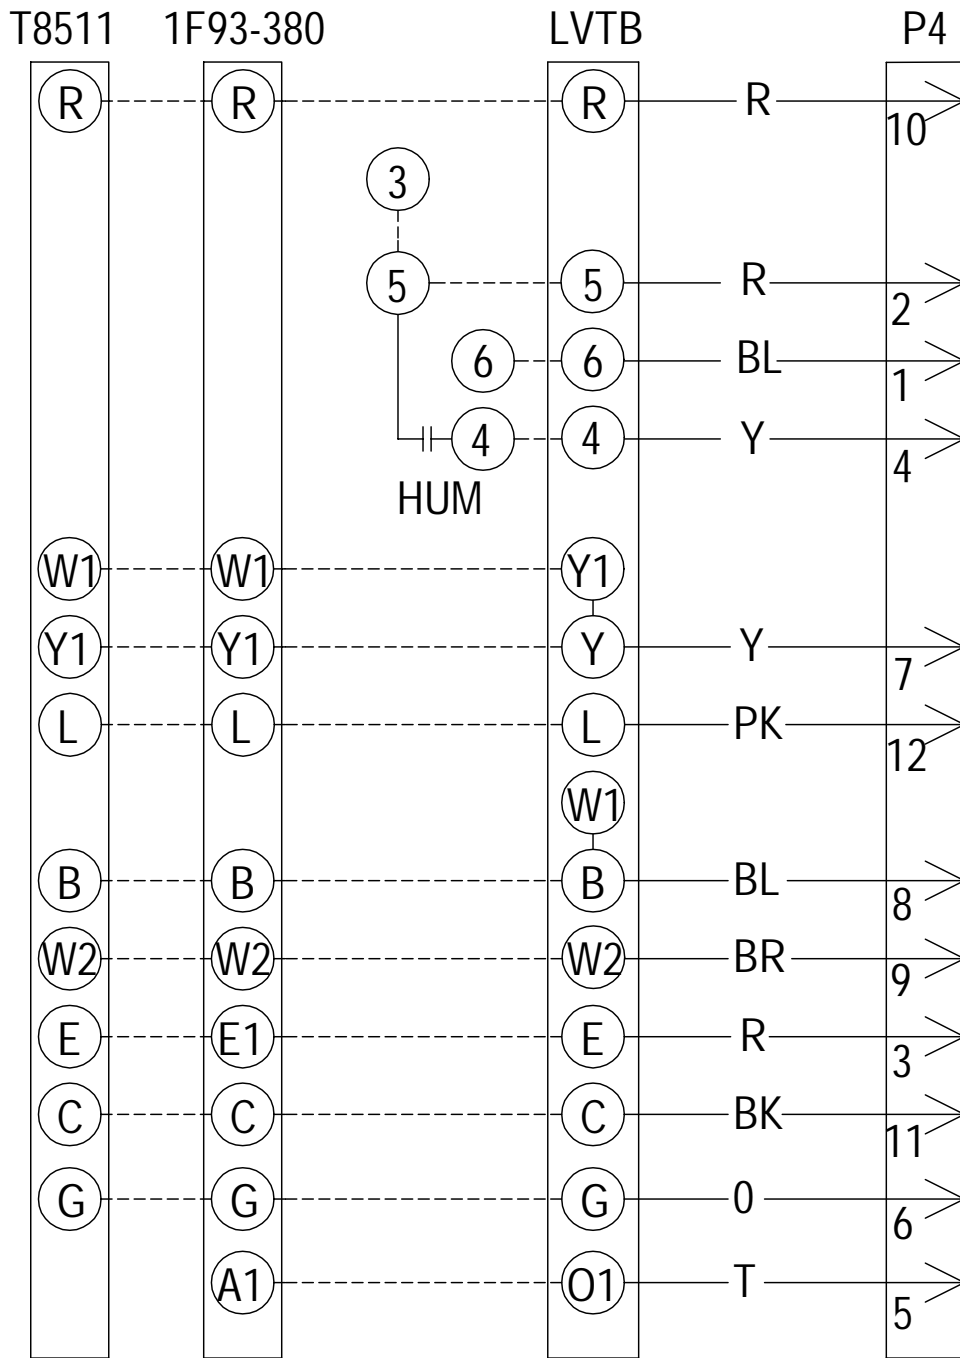 T8511 1F93-380 LVTB P4
R R R R 10
3
5 5 R 2
6 6 BL 1
4 4 Y 4
HUM
W1 W1 Y1
Y1 Y1 Y Y 7
L L L PK 12
W1
B B B BL 8
W2 W2 W2 BR 9
E E1 E R 3
C C C BK 11
G G G 0 6
A1 O1 T 5